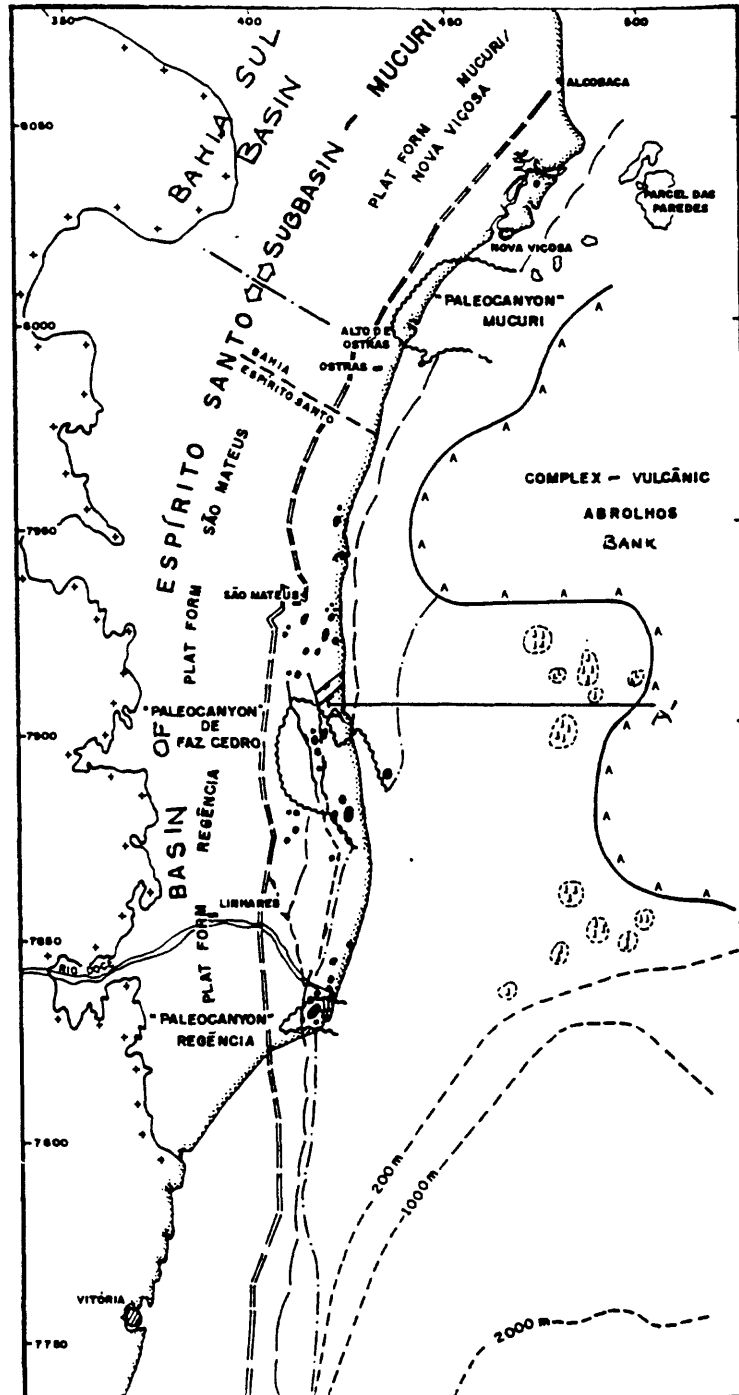 350
400
450
500
8050
8000
7950
7900
7850
7800
7750
BAHIA SUL
BASIN
SUBBASIN - MUCURI
PLAT FORM MUCURI/
NOVA VIÇOSA
ALCOBAÇA
PARCEL DAS
PAREDES
NOVA VIÇOSA
"PALEOCANYON"
MUCURI
ALTO DE
OSTRAS
OSTRAS
BAHIA
ESPÍRITO SANTO
BASIN OF ESPÍRITO SANTO
PLAT FORM SÃO MATEUS
COMPLEX - VULCÂNIC
ABROLHOS
BANK
SÃO MATEUS
"PALEOCANYON"
DE
FAZ. CEDRO
A'
PLAT FORM REGÊNCIA
LINHARES
RIO DOCE
"PALEOCANYON"
REGÊNCIA
200 m
1000 m
VITÓRIA
2000 m